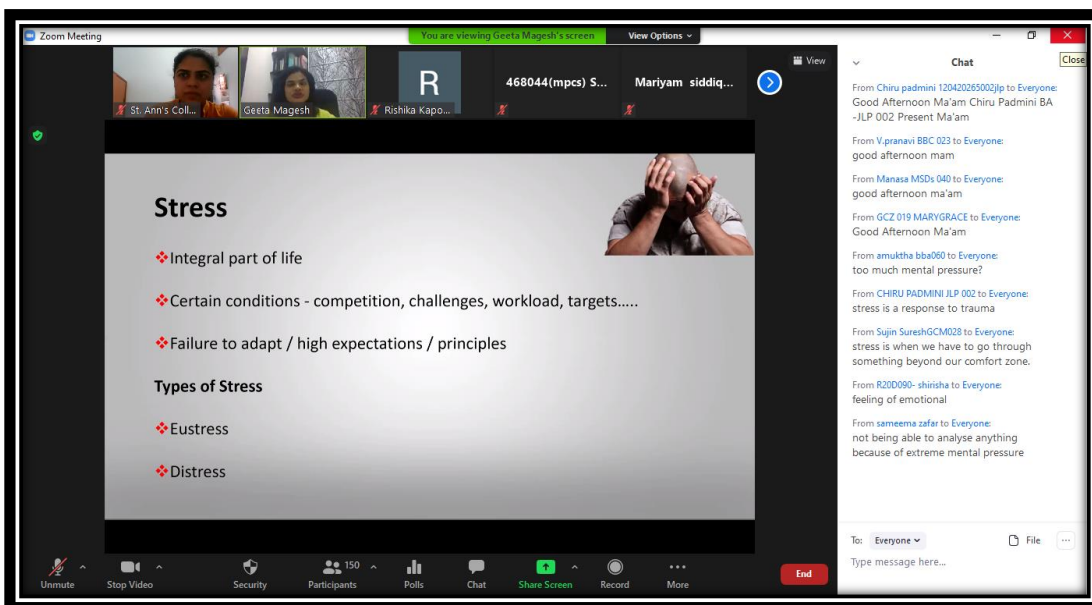 Zoom Meeting
You are viewing Geeta Magesh's screen
View Options
St. Ann's Coll...
Geeta Magesh
R
Rishika Kapo...
468044(mpcs) S...
Mariyam siddiq...
View
Stress
Integral part of life
Certain conditions - competition, challenges, workload, targets.....
Failure to adapt / high expectations / principles
Types of Stress
Eustress
Distress
Chat
Close
From Chiru padmini 120420265002jlp to Everyone:
Good Afternoon Ma'am Chiru Padmini BA
-JLP 002 Present Ma'am
From V.pranavi BBC 023 to Everyone:
good afternoon mam
From Manasa MSDs 040 to Everyone:
good afternoon ma'am
From GCZ 019 MARYGRACE to Everyone:
Good Afternoon Ma'am
From amuktha bba060 to Everyone:
too much mental pressure?
From CHIRU PADMINI JLP 002 to Everyone:
stress is a response to trauma
From Sujin SureshGCM028 to Everyone:
stress is when we have to go through
something beyond our comfort zone.
From R20D090- shirisha to Everyone:
feeling of emotional
From sameema zafar to Everyone:
not being able to analyse anything
because of extreme mental pressure
To: Everyone
File
...
Type message here...
Unmute
Stop Video
Security
150
Participants
Polls
Chat
Share Screen
Record
More
End